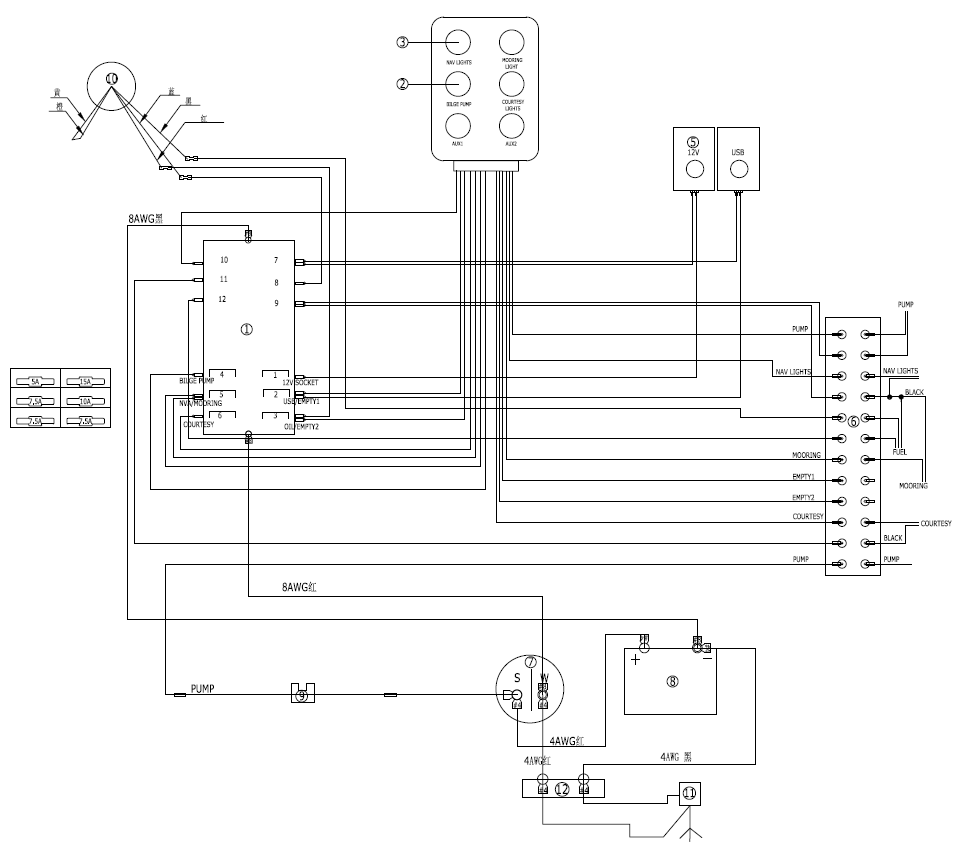 ③
NAV LIGHTS
MOORING
LIGHT
②
BILGE PUMP
COURTESY
LIGHTS
AUX1
AUX2
⑩
黄
橙
蓝
黑
红
⑤
12V
USB
8AWG黑
10
7
11
8
12
9
①
4
1
BILGE PUMP
12V/SOCKET
5
2
NVA/MOORING
USB/EMPTY1
6
3
COURTESY
OIL/EMPTY2
5A
15A
7.5A
10A
7.5A
7.5A
PUMP
PUMP
NAV LIGHTS
NAV LIGHTS
BLACK
⑥
FUEL
MOORING
EMPTY1
MOORING
EMPTY2
COURTESY
COURTESY
BLACK
PUMP
PUMP
8AWG红
⑦
S
W
+
−
⑧
PUMP
⑨
4AWG红
4AWG红
4AWG 黑
⑫
⑪